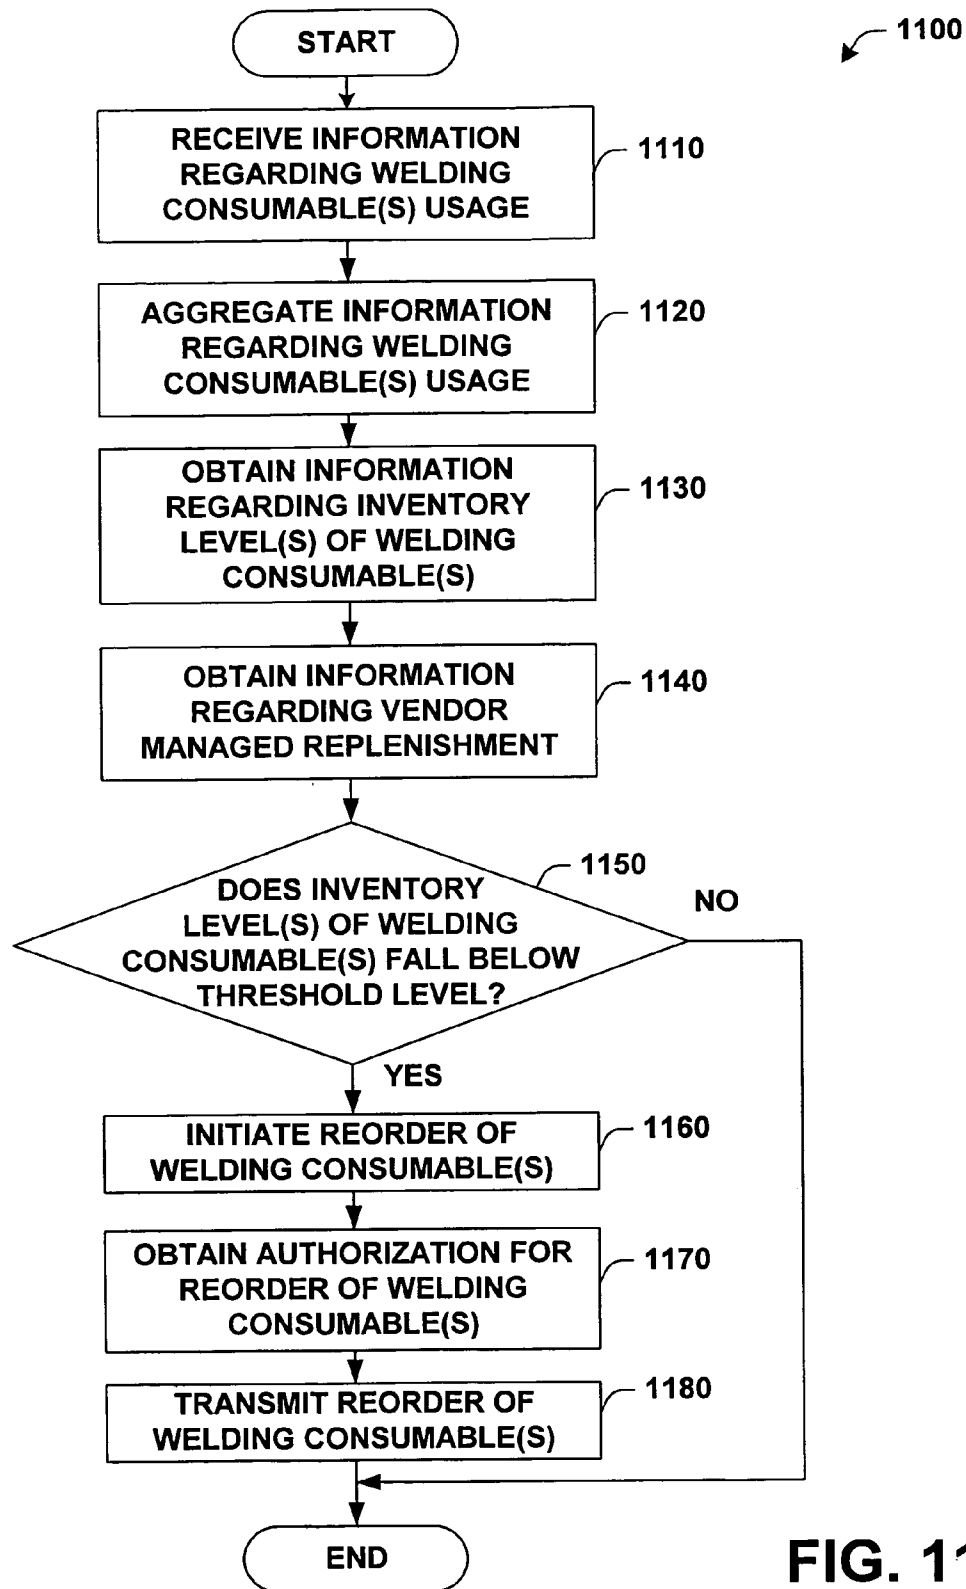 START
1100
RECEIVE INFORMATION
REGARDING WELDING
CONSUMABLE(S) USAGE
1110
AGGREGATE INFORMATION
REGARDING WELDING
CONSUMABLE(S) USAGE
1120
OBTAIN INFORMATION
REGARDING INVENTORY
LEVEL(S) OF WELDING
CONSUMABLE(S)
1130
OBTAIN INFORMATION
REGARDING VENDOR
MANAGED REPLENISHMENT
1140
DOES INVENTORY
LEVEL(S) OF WELDING
CONSUMABLE(S) FALL BELOW
THRESHOLD LEVEL?
1150
NO
YES
INITIATE REORDER OF
WELDING CONSUMABLE(S)
1160
OBTAIN AUTHORIZATION FOR
REORDER OF WELDING
CONSUMABLE(S)
1170
TRANSMIT REORDER OF
WELDING CONSUMABLE(S)
1180
END
FIG. 11